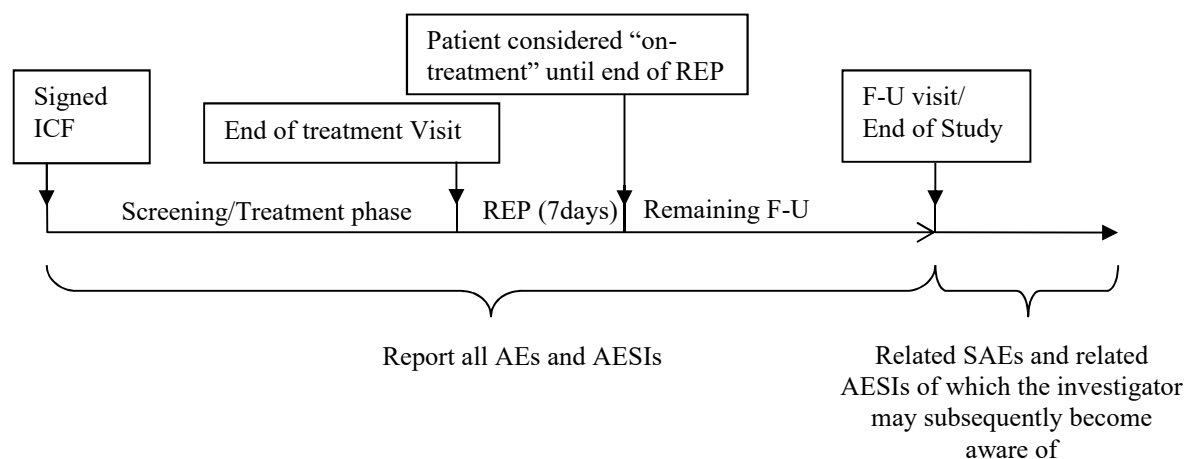 Patient considered “on-
treatment” until end of REP
Signed
ICF
End of treatment Visit
F-U visit/
End of Study
Screening/Treatment phase
REP (7days)
Remaining F-U
Report all AEs and AESIs
Related SAEs and related
AESIs of which the investigator
may subsequently become
aware of